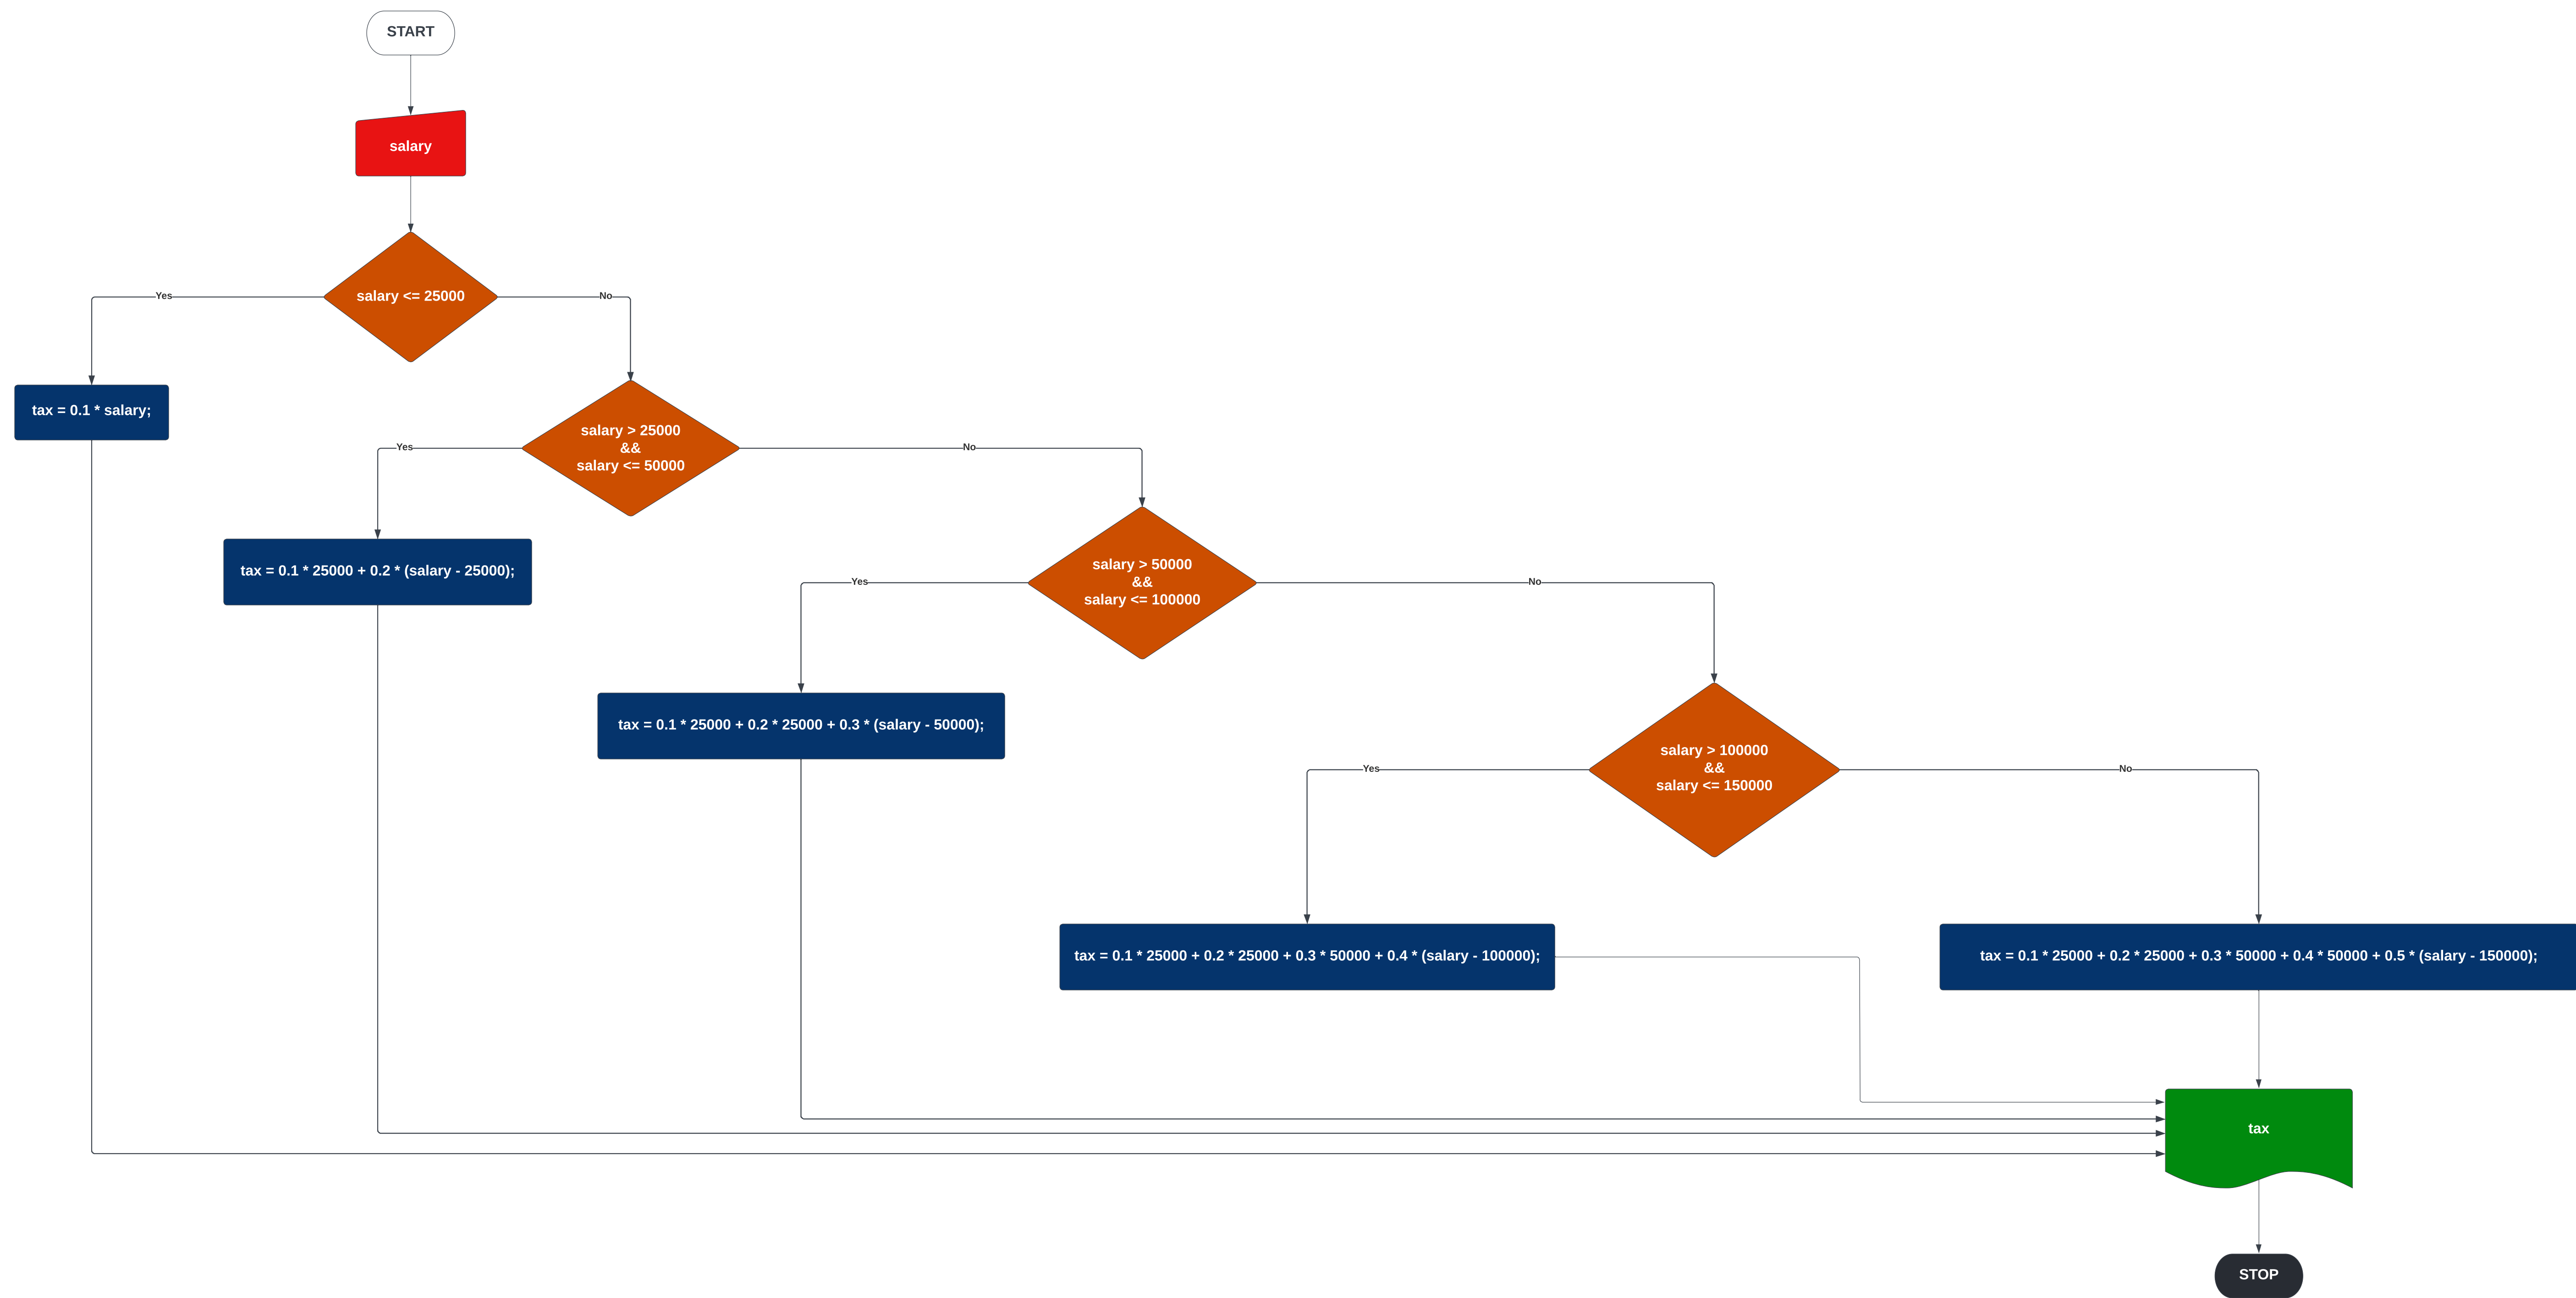 START
salary
salary <= 25000
Yes
No
tax = 0.1 * salary;
salary > 25000
&&
salary <= 50000
Yes
No
tax = 0.1 * 25000 + 0.2 * (salary - 25000);
salary > 50000
&&
salary <= 100000
Yes
No
tax = 0.1 * 25000 + 0.2 * 25000 + 0.3 * (salary - 50000);
salary > 100000
&&
salary <= 150000
Yes
No
tax = 0.1 * 25000 + 0.2 * 25000 + 0.3 * 50000 + 0.4 * (salary - 100000);
tax = 0.1 * 25000 + 0.2 * 25000 + 0.3 * 50000 + 0.4 * 50000 + 0.5 * (salary - 150000);
tax
STOP